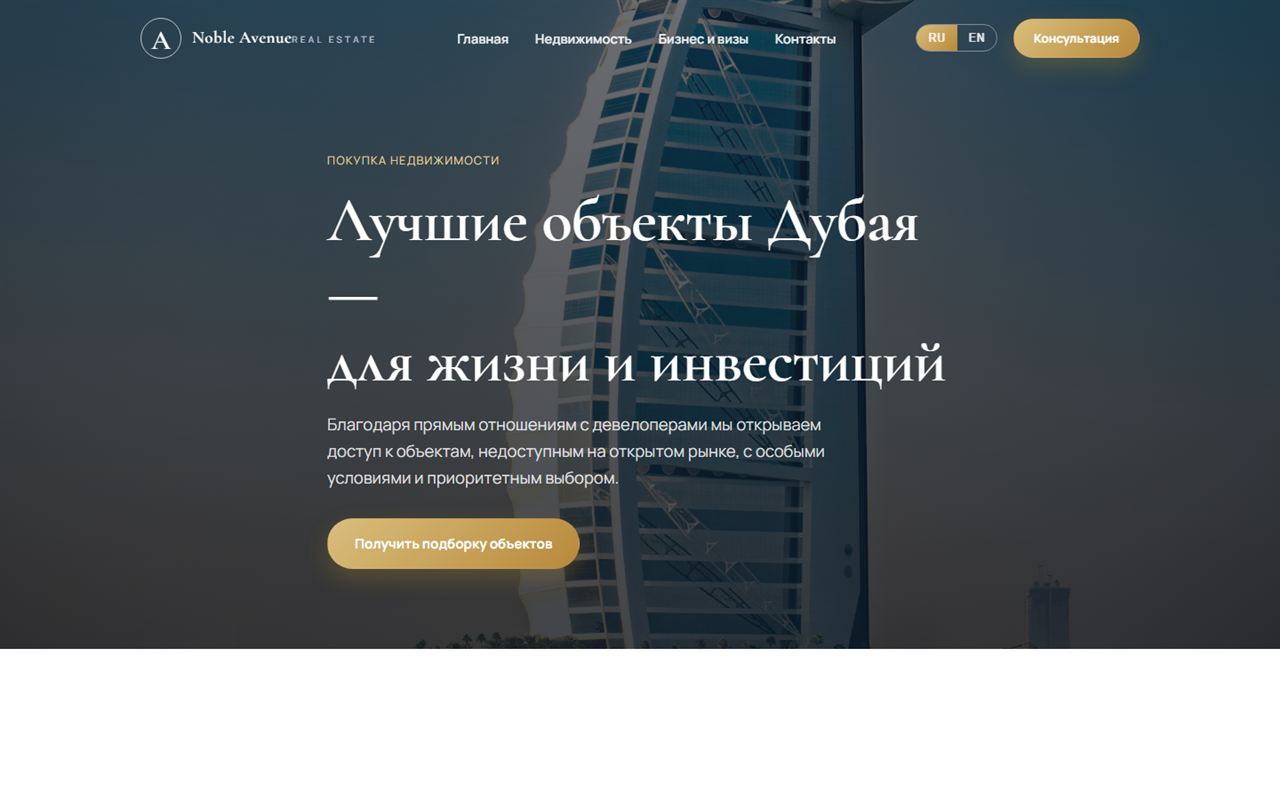 A Noble Avenue REAL ESTATE
Главная Недвижимость Бизнес и визы Контакты
RU EN
Консультация
ПОКУПКА НЕДВИЖИМОСТИ
Лучшие объекты Дубая
—
для жизни и инвестиций
Благодаря прямым отношениям с девелоперами мы открываем
доступ к объектам, недоступным на открытом рынке, с особыми
условиями и приоритетным выбором.
Получить подборку объектов